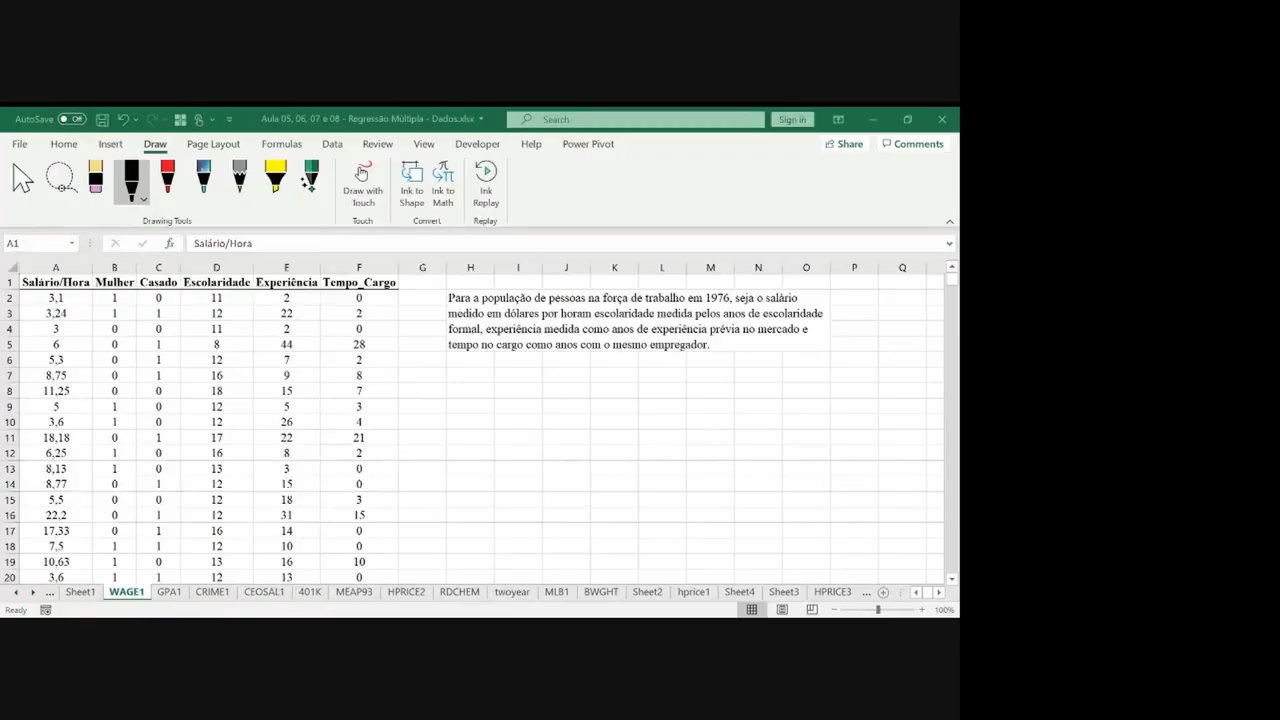 AutoSave Off Aula 05, 06, 07 e 08 - Regressão Múltipla - Dados.xlsx Search Sign in
File Home Insert Draw Page Layout Formulas Data Review View Developer Help Power Pivot Share Comments
Draw with Touch Ink to Shape Ink to Math Ink Replay
Drawing Tools Touch Convert Replay
A1 fx Salário/Hora
A B C D E F G H I J K L M N O P Q
1 Salário/Hora Mulher Casado Escolaridade Experiência Tempo_Cargo
2 3,1 1 0 11 2 0 Para a população de pessoas na força de trabalho em 1976, seja o salário
3 3,24 1 1 12 22 2 medido em dólares por horam escolaridade medida pelos anos de escolaridade
4 3 0 0 11 2 0 formal, experiência medida como anos de experiência prévia no mercado e
5 6 0 1 8 44 28 tempo no cargo como anos com o mesmo empregador.
6 5,3 0 1 12 7 2
7 8,75 0 1 16 9 8
8 11,25 0 0 18 15 7
9 5 1 0 12 5 3
10 3,6 1 0 12 26 4
11 18,18 0 1 17 22 21
12 6,25 1 0 16 8 2
13 8,13 1 0 13 3 0
14 8,77 0 1 12 15 0
15 5,5 0 0 12 18 3
16 22,2 0 1 12 31 15
17 17,33 0 1 16 14 0
18 7,5 1 1 12 10 0
19 10,63 1 0 13 16 10
20 3,6 1 1 12 13 0
... Sheet1 WAGE1 GPA1 CRIME1 CEOSAL1 401K MEAP93 HPRICE2 RDCHEM twoyear MLB1 BWGHT Sheet2 hprice1 Sheet4 Sheet3 HPRICE3 ...
Ready 100%